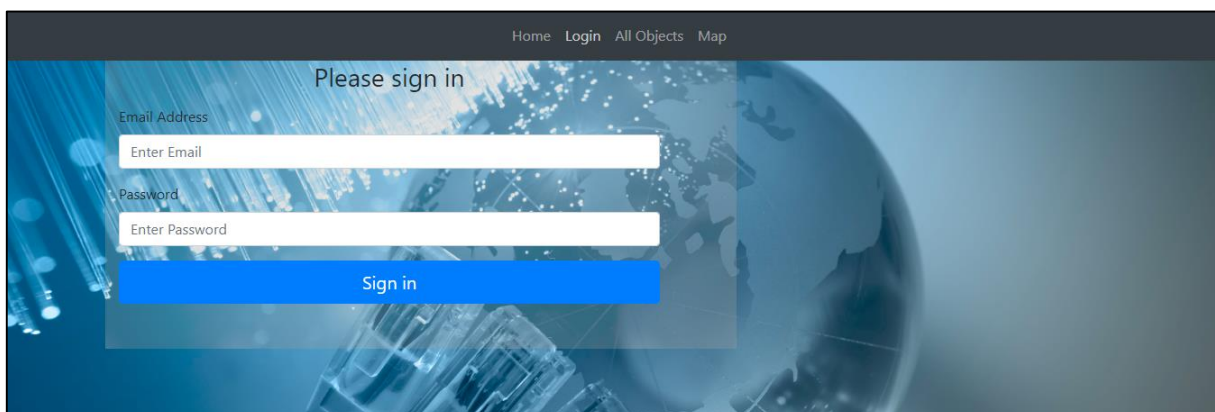 Home Login All Objects Map
Please sign in
Email Address
Enter Email
Password
Enter Password
Sign in